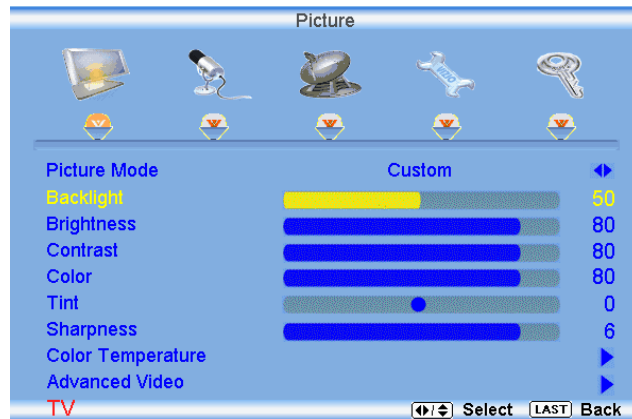 Picture
VIZIO
Picture Mode Custom
Backlight 50
Brightness 80
Contrast 80
Color 80
Tint 0
Sharpness 6
Color Temperature
Advanced Video
TV / Select LAST Back